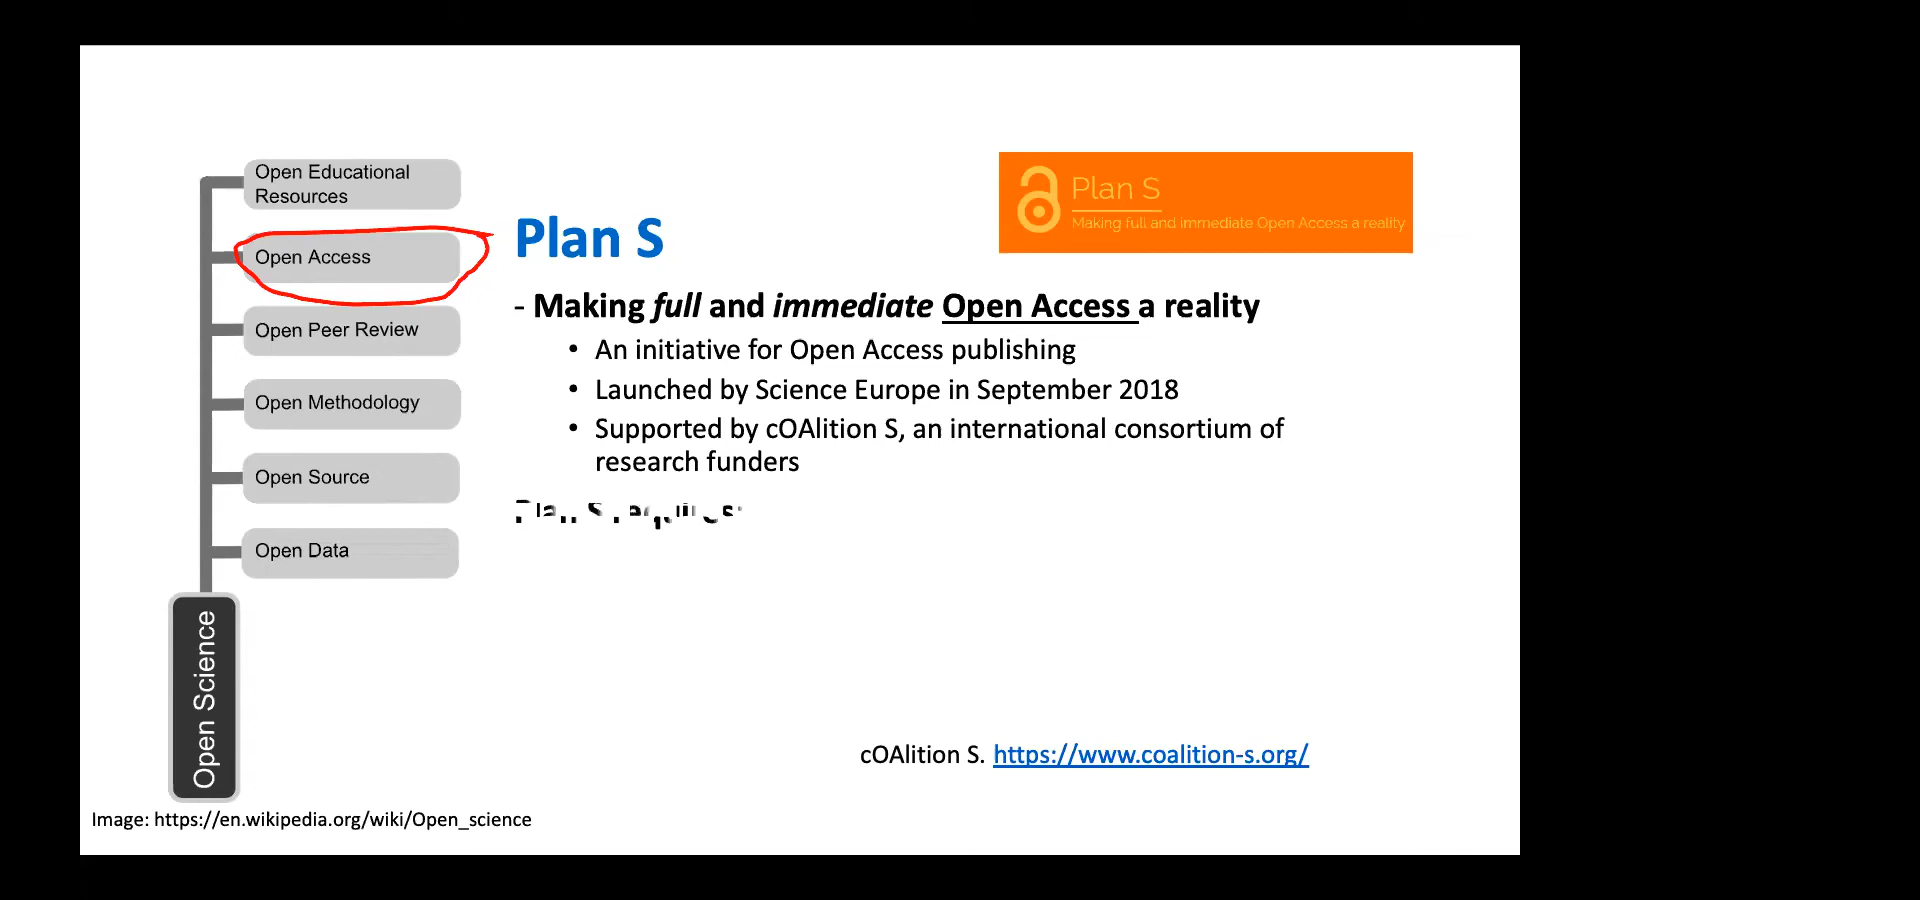 Open Educational
Resources
Open Access
Open Peer Review
Open Methodology
Open Source
Open Data
Open Science
Image: https://en.wikipedia.org/wiki/Open_science
Plan S
Making full and immediate Open Access a reality
Plan S
- Making full and immediate Open Access a reality
• An initiative for Open Access publishing
• Launched by Science Europe in September 2018
• Supported by cOAlition S, an international consortium of
research funders
Plan S requires:
cOAlition S. https://www.coalition-s.org/